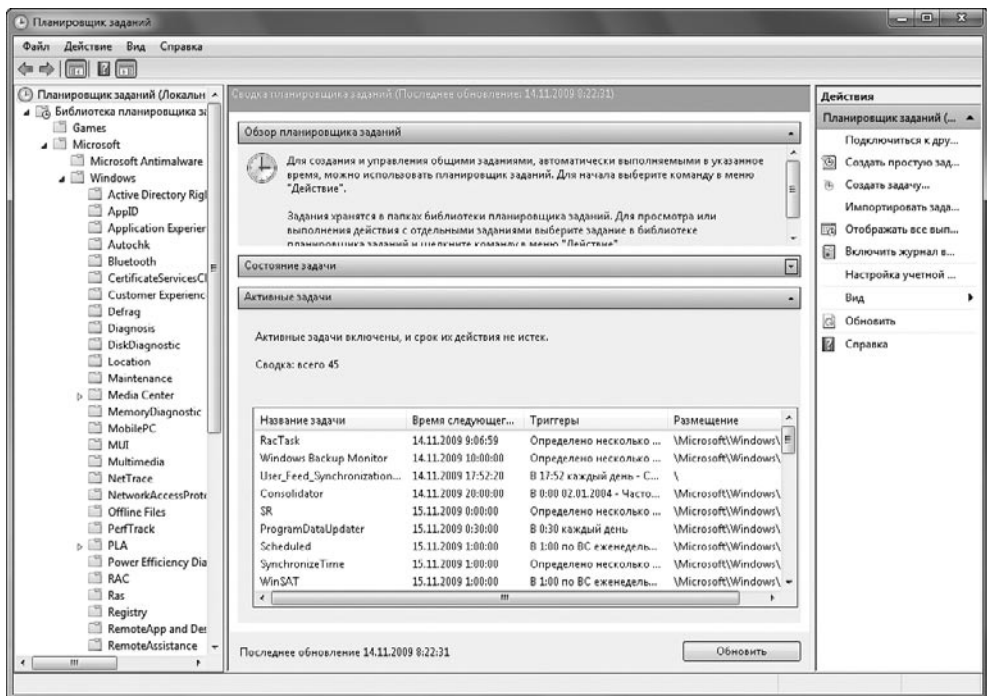 Планировщик заданий
Файл Действие Вид Справка
Планировщик заданий (Локальн
Библиотека планировщика за
Games
Microsoft
Microsoft Antimalware
Windows
Active Directory Rigl
AppID
Application Experier
Autochk
Bluetooth
CertificateServicesCl
Customer Experienc
Defrag
Diagnosis
DiskDiagnostic
Location
Maintenance
Media Center
MemoryDiagnostic
MobilePC
MUI
Multimedia
NetTrace
NetworkAccessProte
Offline Files
PerfTrack
PLA
Power Efficiency Dia
RAC
Ras
Registry
RemoteApp and Des
RemoteAssistance
Сводка планировщика заданий (Последнее обновление: 14.11.2009 8:22:31)
Обзор планировщика заданий
Для создания и управления общими заданиями, автоматически выполняемыми в указанное
время, можно использовать планировщик заданий. Для начала выберите команду в меню
"Действие".
Задания хранятся в папках библиотеки планировщика заданий. Для просмотра или
выполнения действия с отдельными заданиями выберите задание в библиотеке
планировщика заданий и щелкните команду в меню "Действие"
Состояние задачи
Активные задачи
Активные задачи включены, и срок их действия не истек.
Сводка: всего 45
Название задачи Время следующег... Триггеры Размещение
RacTask 14.11.2009 9:06:59 Определено несколько ... \Microsoft\Windows\
Windows Backup Monitor 14.11.2009 10:00:00 Определено несколько ... \Microsoft\Windows\
User_Feed_Synchronization... 14.11.2009 17:52:20 В 17:52 каждый день - С... \
Consolidator 14.11.2009 20:00:00 В 0:00 02.01.2004 - Часто... \Microsoft\Windows\
SR 15.11.2009 0:00:00 Определено несколько ... \Microsoft\Windows\
ProgramDataUpdater 15.11.2009 0:30:00 В 0:30 каждый день \Microsoft\Windows\
Scheduled 15.11.2009 1:00:00 В 1:00 по ВС еженедель... \Microsoft\Windows\
SynchronizeTime 15.11.2009 1:00:00 Определено несколько ... \Microsoft\Windows\
WinSAT 15.11.2009 1:00:00 В 1:00 по ВС еженедель... \Microsoft\Windows\
Последнее обновление 14.11.2009 8:22:31
Обновить
Действия
Планировщик заданий (...
Подключиться к дру...
Создать простую зад...
Создать задачу...
Импортировать зада...
Отображать все вып...
Включить журнал в...
Настройка учетной ...
Вид
Обновить
Справка